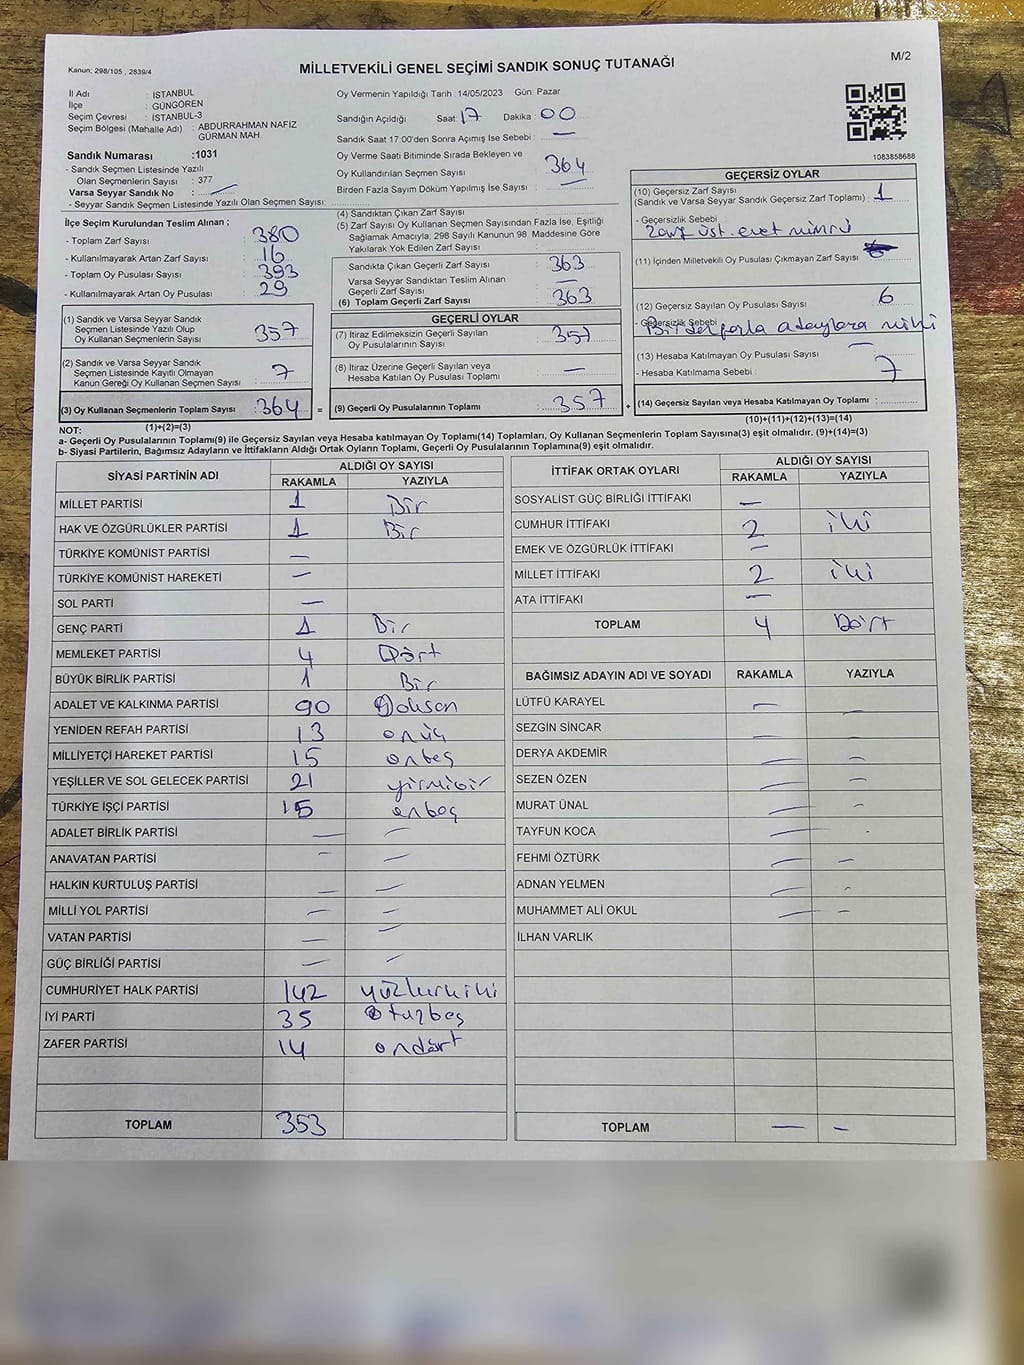 Kanun; 298/105 , 2839/4
MİLLETVEKİLİ GENEL SEÇİMİ SANDIK SONUÇ TUTANAĞI
M/2
İl Adı : İSTANBUL
İlçe : GÜNGÖREN
Seçim Çevresi : İSTANBUL-3
Seçim Bölgesi (Mahalle Adı) : ABDURRAHMAN NAFIZ
GÜRMAN MAH.
Sandık Numarası :1031
- Sandık Seçmen Listesinde Yazılı
Olan Seçmenlerin Sayısı : 377
Varsa Seyyar Sandık No :
- Seyyar Sandık Seçmen Listesinde Yazılı Olan Seçmen Sayısı:
Oy Vermenin Yapıldığı Tarih :14/05/2023 Gün: Pazar
Sandığın Açıldığı Saat: 17 Dakika : 00
Sandık Saat 17:00'den Sonra Açımış İse Sebebi : —
Oy Verme Saati Bitiminde Sırada Bekleyen ve
Oy Kullandırılan Seçmen Sayısı : 364
Birden Fazla Sayım Döküm Yapılmış İse Sayısı : —
1083858688
İlçe Seçim Kurulundan Teslim Alınan ;
- Toplam Zarf Sayısı : 380
- Kullanılmayarak Artan Zarf Sayısı : 16
- Toplam Oy Pusulası Sayısı : 393
- Kullanılmayarak Artan Oy Pusulası : 29
(1) Sandık ve Varsa Seyyar Sandık
Seçmen Listesinde Yazılı Olup
Oy Kullanan Seçmenlerin Sayısı : 357
(2) Sandık ve Varsa Seyyar Sandık
Seçmen Listesinde Kayıtlı Olmayan
Kanun Gereği Oy Kullanan Seçmen Sayısı : 7
(3) Oy Kullanan Seçmenlerin Toplam Sayısı : 364 =
(1)+(2)=(3)
(4) Sandıktan Çıkan Zarf Sayısı :
(5) Zarf Sayısı Oy Kullanan Seçmen Sayısından Fazla İse, Eşitliği
Sağlamak Amacıyla; 298 Sayılı Kanunun 98. Maddesine Göre
Yakılarak Yok Edilen Zarf Sayısı :
Sandıkta Çıkan Geçerli Zarf Sayısı : 363
Varsa Seyyar Sandıktan Teslim Alınan
Geçerli Zarf Sayısı : —
(6) Toplam Geçerli Zarf Sayısı : 363
GEÇERLİ OYLAR
(7) İtiraz Edilmeksizin Geçerli Sayılan
Oy Pusulalarının Sayısı : 357
(8) İtiraz Üzerine Geçerli Sayılan veya
Hesaba Katılan Oy Pusulası Toplamı : —
(9) Geçerli Oy Pusulalarının Toplamı : 357 +
GEÇERSİZ OYLAR
(10) Geçersiz Zarf Sayısı
(Sandık ve Varsa Seyyar Sandık Geçersiz Zarf Toplamı) : 1
- Geçersizlik Sebebi :
Zarf üst. evet mührü
(11) İçinden Milletvekili Oy Pusulası Çıkmayan Zarf Sayısı :
(12) Geçersiz Sayılan Oy Pusulası Sayısı : 6
- Geçersizlik Sebebi :
Birden fazla adaylara
(13) Hesaba Katılmayan Oy Pusulası Sayısı : —
- Hesaba Katılmama Sebebi : 7
(14) Geçersiz Sayılan veya Hesaba Katılmayan Oy Toplamı :
(10)+(11)+(12)+(13)=(14)
NOT:
a- Geçerli Oy Pusulalarının Toplamı(9) ile Geçersiz Sayılan veya Hesaba katılmayan Oy Toplamı(14) Toplamları, Oy Kullanan Seçmenlerin Toplam Sayısına(3) eşit olmalıdır. (9)+(14)=(3)
b- Siyasi Partilerin, Bağımsız Adayların ve İttifakların Aldığı Ortak Oyların Toplamı, Geçerli Oy Pusulalarının Toplamına(9) eşit olmalıdır.
SİYASİ PARTİNİN ADI ALDIĞI OY SAYISI
RAKAMLA YAZIYLA
MİLLET PARTİSİ 1 Bir
HAK VE ÖZGÜRLÜKLER PARTİSİ 1 Bir
TÜRKİYE KOMÜNİST PARTİSİ —
TÜRKİYE KOMÜNİST HAREKETİ —
SOL PARTİ —
GENÇ PARTİ 1 Bir
MEMLEKET PARTİSİ 4 Dört
BÜYÜK BİRLİK PARTİSİ 1 Bir
ADALET VE KALKINMA PARTİSİ 90 Doksan
YENİDEN REFAH PARTİSİ 13 onüç
MİLLİYETÇİ HAREKET PARTİSİ 15 onbeş
YEŞİLLER VE SOL GELECEK PARTİSİ 21 yirmibir
TÜRKİYE İŞÇİ PARTİSİ 15 onbeş
ADALET BİRLİK PARTİSİ — —
ANAVATAN PARTİSİ — —
HALKIN KURTULUŞ PARTİSİ — —
MİLLİ YOL PARTİSİ — —
VATAN PARTİSİ — —
GÜÇ BİRLİĞİ PARTİSİ — —
CUMHURİYET HALK PARTİSİ 142 yüzkırkiki
İYİ PARTİ 35 otuzbeş
ZAFER PARTİSİ 14 ondört
TOPLAM 353
İTTİFAK ORTAK OYLARI ALDIĞI OY SAYISI
RAKAMLA YAZIYLA
SOSYALİST GÜÇ BİRLİĞİ İTTİFAKI —
CUMHUR İTTİFAKI 2 iki
EMEK VE ÖZGÜRLÜK İTTİFAKI —
MİLLET İTTİFAKI 2 iki
ATA İTTİFAKI —
TOPLAM 4 Dört
BAĞIMSIZ ADAYIN ADI VE SOYADI RAKAMLA YAZIYLA
LÜTFÜ KARAYEL — —
SEZGİN SİNCAR — —
DERYA AKDEMİR — —
SEZEN ÖZEN — —
MURAT ÜNAL — —
TAYFUN KOCA — -
FEHMİ ÖZTÜRK — —
ADNAN YELMEN — -
MUHAMMET ALİ OKUL — —
İLHAN VARLIK
TOPLAM — —